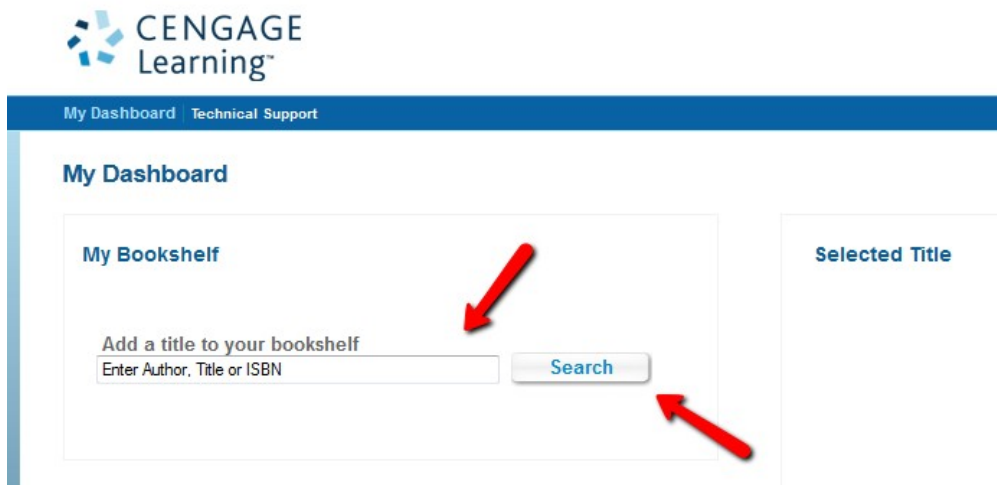 CENGAGE
Learning™
My Dashboard | Technical Support
My Dashboard
My Bookshelf
Selected Title
Add a title to your bookshelf
Enter Author, Title or ISBN
Search